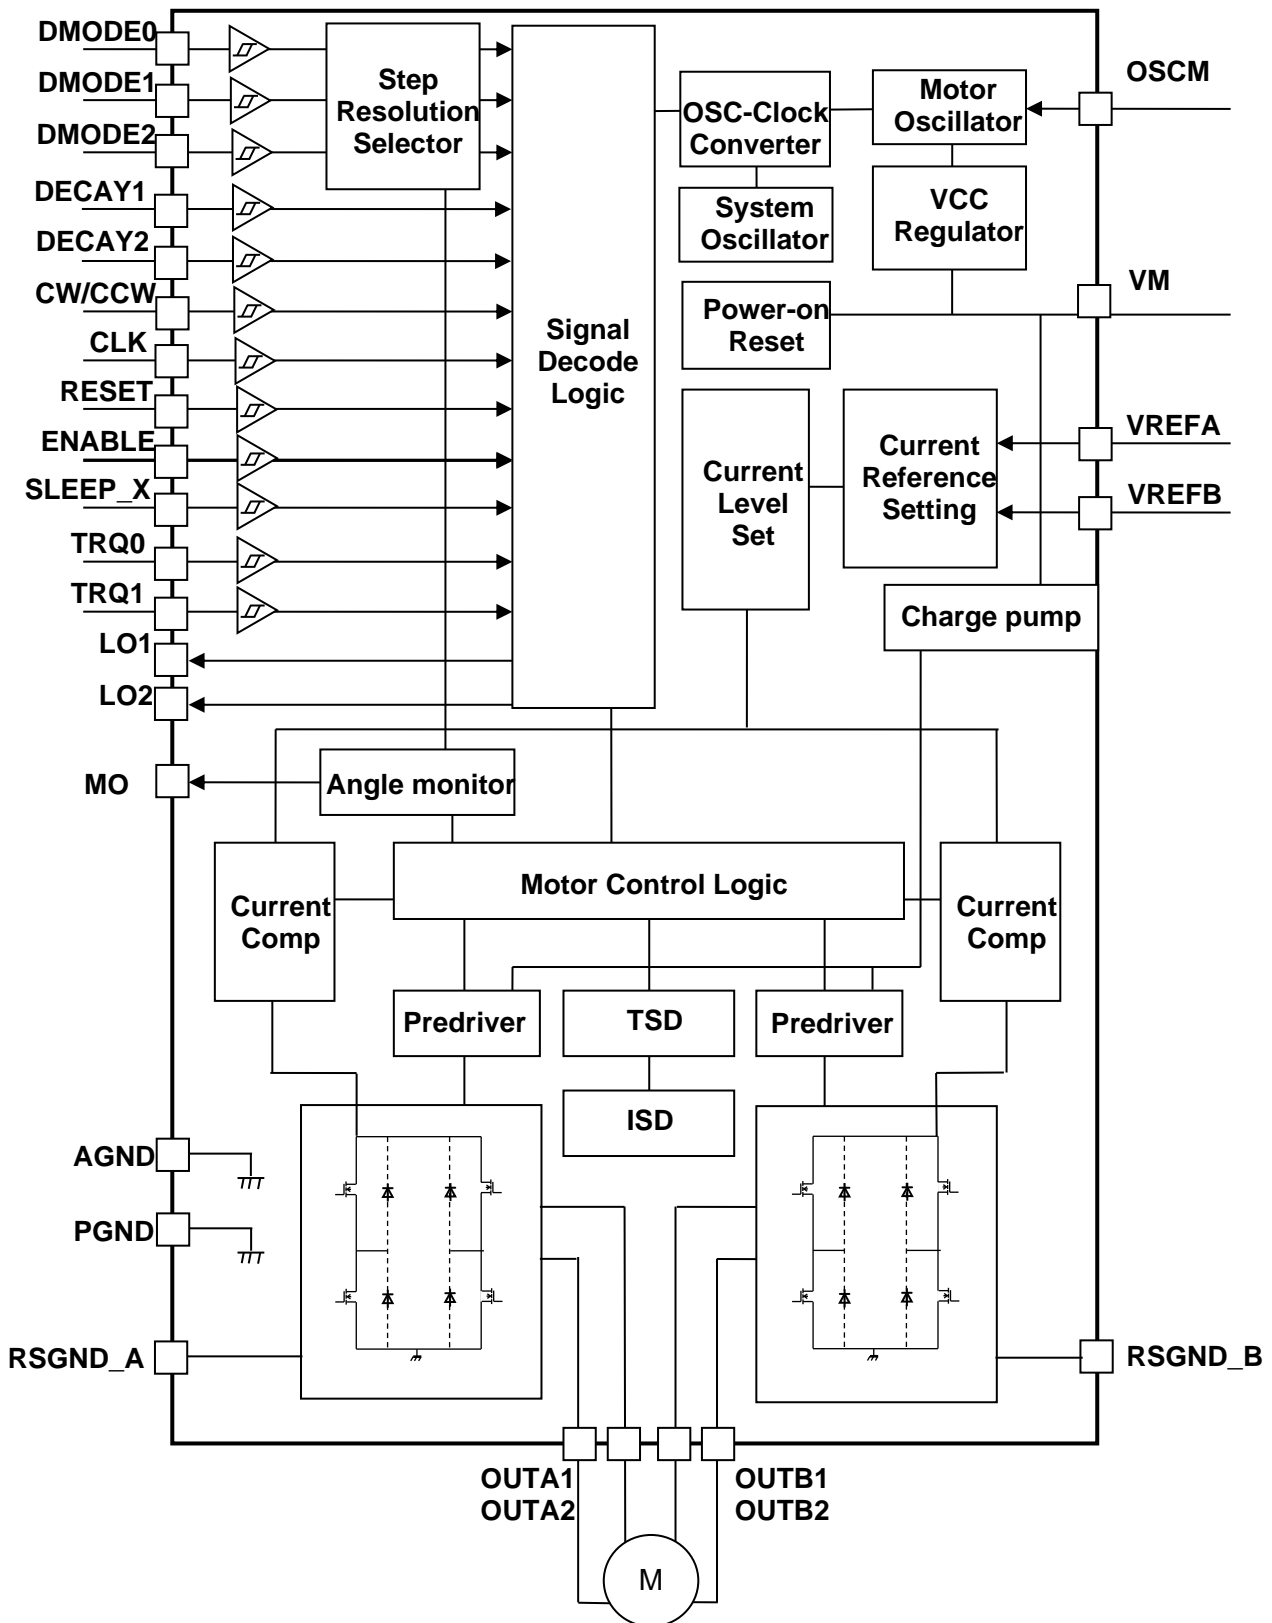 DMODE0
DMODE1
DMODE2
DECAY1
DECAY2
CW/CCW
CLK
RESET
ENABLE
SLEEP_X
TRQ0
TRQ1
LO1
LO2
MO
AGND
PGND
RSGND_A
Step
Resolution
Selector
Signal
Decode
Logic
OSC-Clock
Converter
Motor
Oscillator
System
Oscillator
VCC
Regulator
Power-on
Reset
Current
Level
Set
Current
Reference
Setting
Charge pump
OSCM
VM
VREFA
VREFB
Angle monitor
Motor Control Logic
Current
Comp
Current
Comp
Predriver
TSD
Predriver
ISD
RSGND_B
OUTA1
OUTA2
OUTB1
OUTB2
M